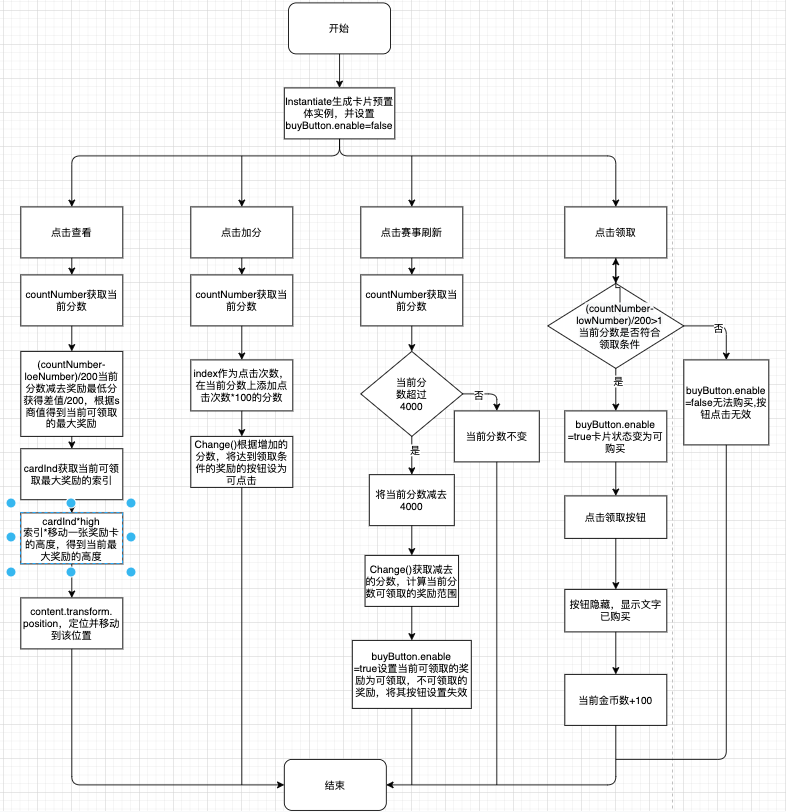 开始
Instantiate生成卡片预置
体实例，并设置
buyButton.enable=false
点击查看
countNumber获取当
前分数
(countNumber-
loeNumber)/200当前
分数减去奖励最低分
获得差值/200，根据s
商值得到当前可领取
的最大奖励
cardInd获取当前可领
取最大奖励的索引
cardInd*high
索引*移动一张奖励卡
的高度，得到当前最
大奖励的高度
content.transform.
position，定位并移动
到该位置
点击加分
countNumber获取当
前分数
index作为点击次数，
在当前分数上添加点
击次数*100的分数
Change()根据增加的
分数，将达到领取条
件的奖励的按钮设为
可点击
点击赛事刷新
countNumber获取当
前分数
当前分
数超过
4000
否
当前分数不变
是
将当前分数减去
4000
Change()获取减去
的分数，计算当前分
数可领取的奖励范围
buyButton.enable
=true设置当前可领取的奖
励为可领取，不可领取的
奖励，将其按钮设置失效
点击领取
(countNumber-
lowNumber)/200>1
当前分数是否符合
领取条件
否
buyButton.enable
=false无法购买,按
钮点击无效
是
buyButton.enable
=true卡片状态变为可
购买
点击领取按钮
按钮隐藏，显示文字
已购买
当前金币数+100
结束